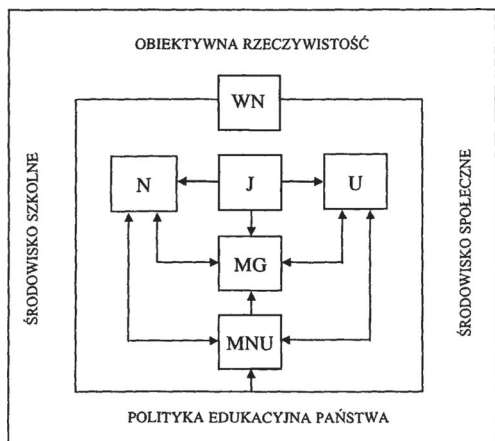 OBIEKTYWNA RZECZYWISTOŚĆ
WN
ŚRODOWISKO SZKOLNE
N
J
U
ŚRODOWISKO SPOŁECZNE
MG
MNU
POLITYKA EDUKACYJNA PAŃSTWA